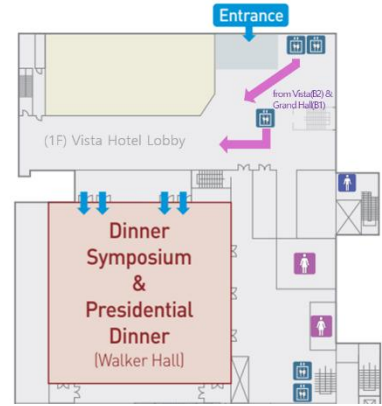 Entrance
from Vista(B2) &
Grand Hall(B1)
(1F) Vista Hotel Lobby
Dinner
Symposium
&
Presidential
Dinner
(Walker Hall)